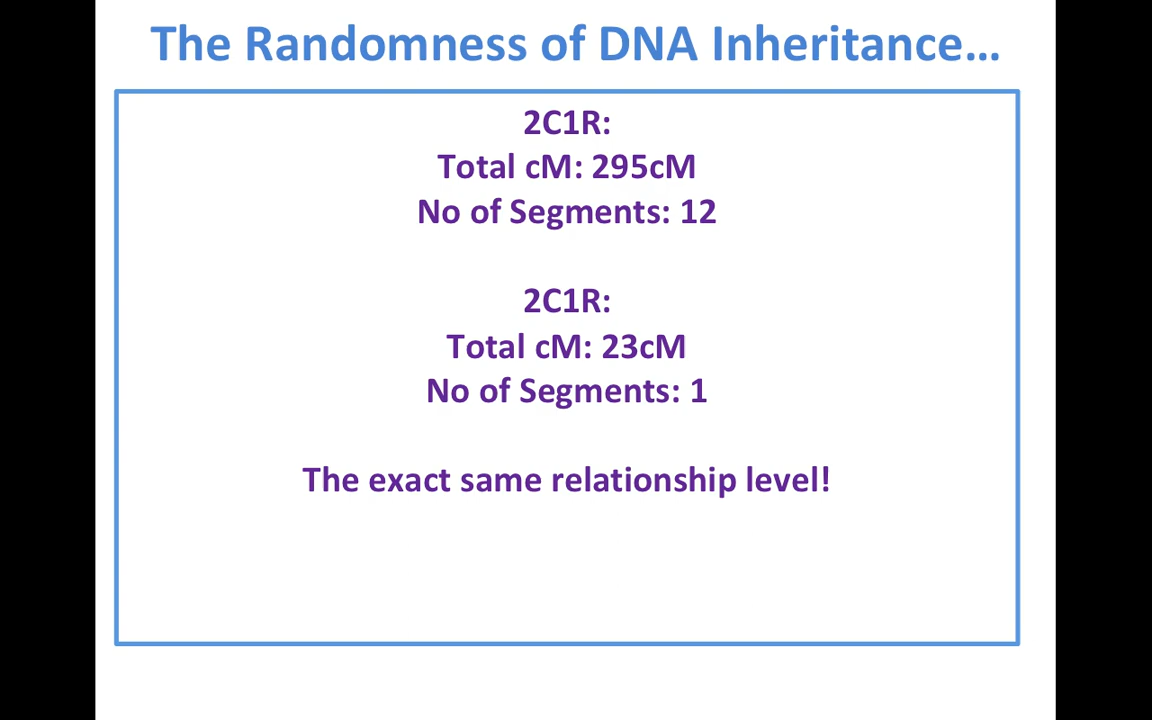 The Randomness of DNA Inheritance...
2C1R:
Total cM: 295cM
No of Segments: 12
2C1R:
Total cM: 23cM
No of Segments: 1
The exact same relationship level!